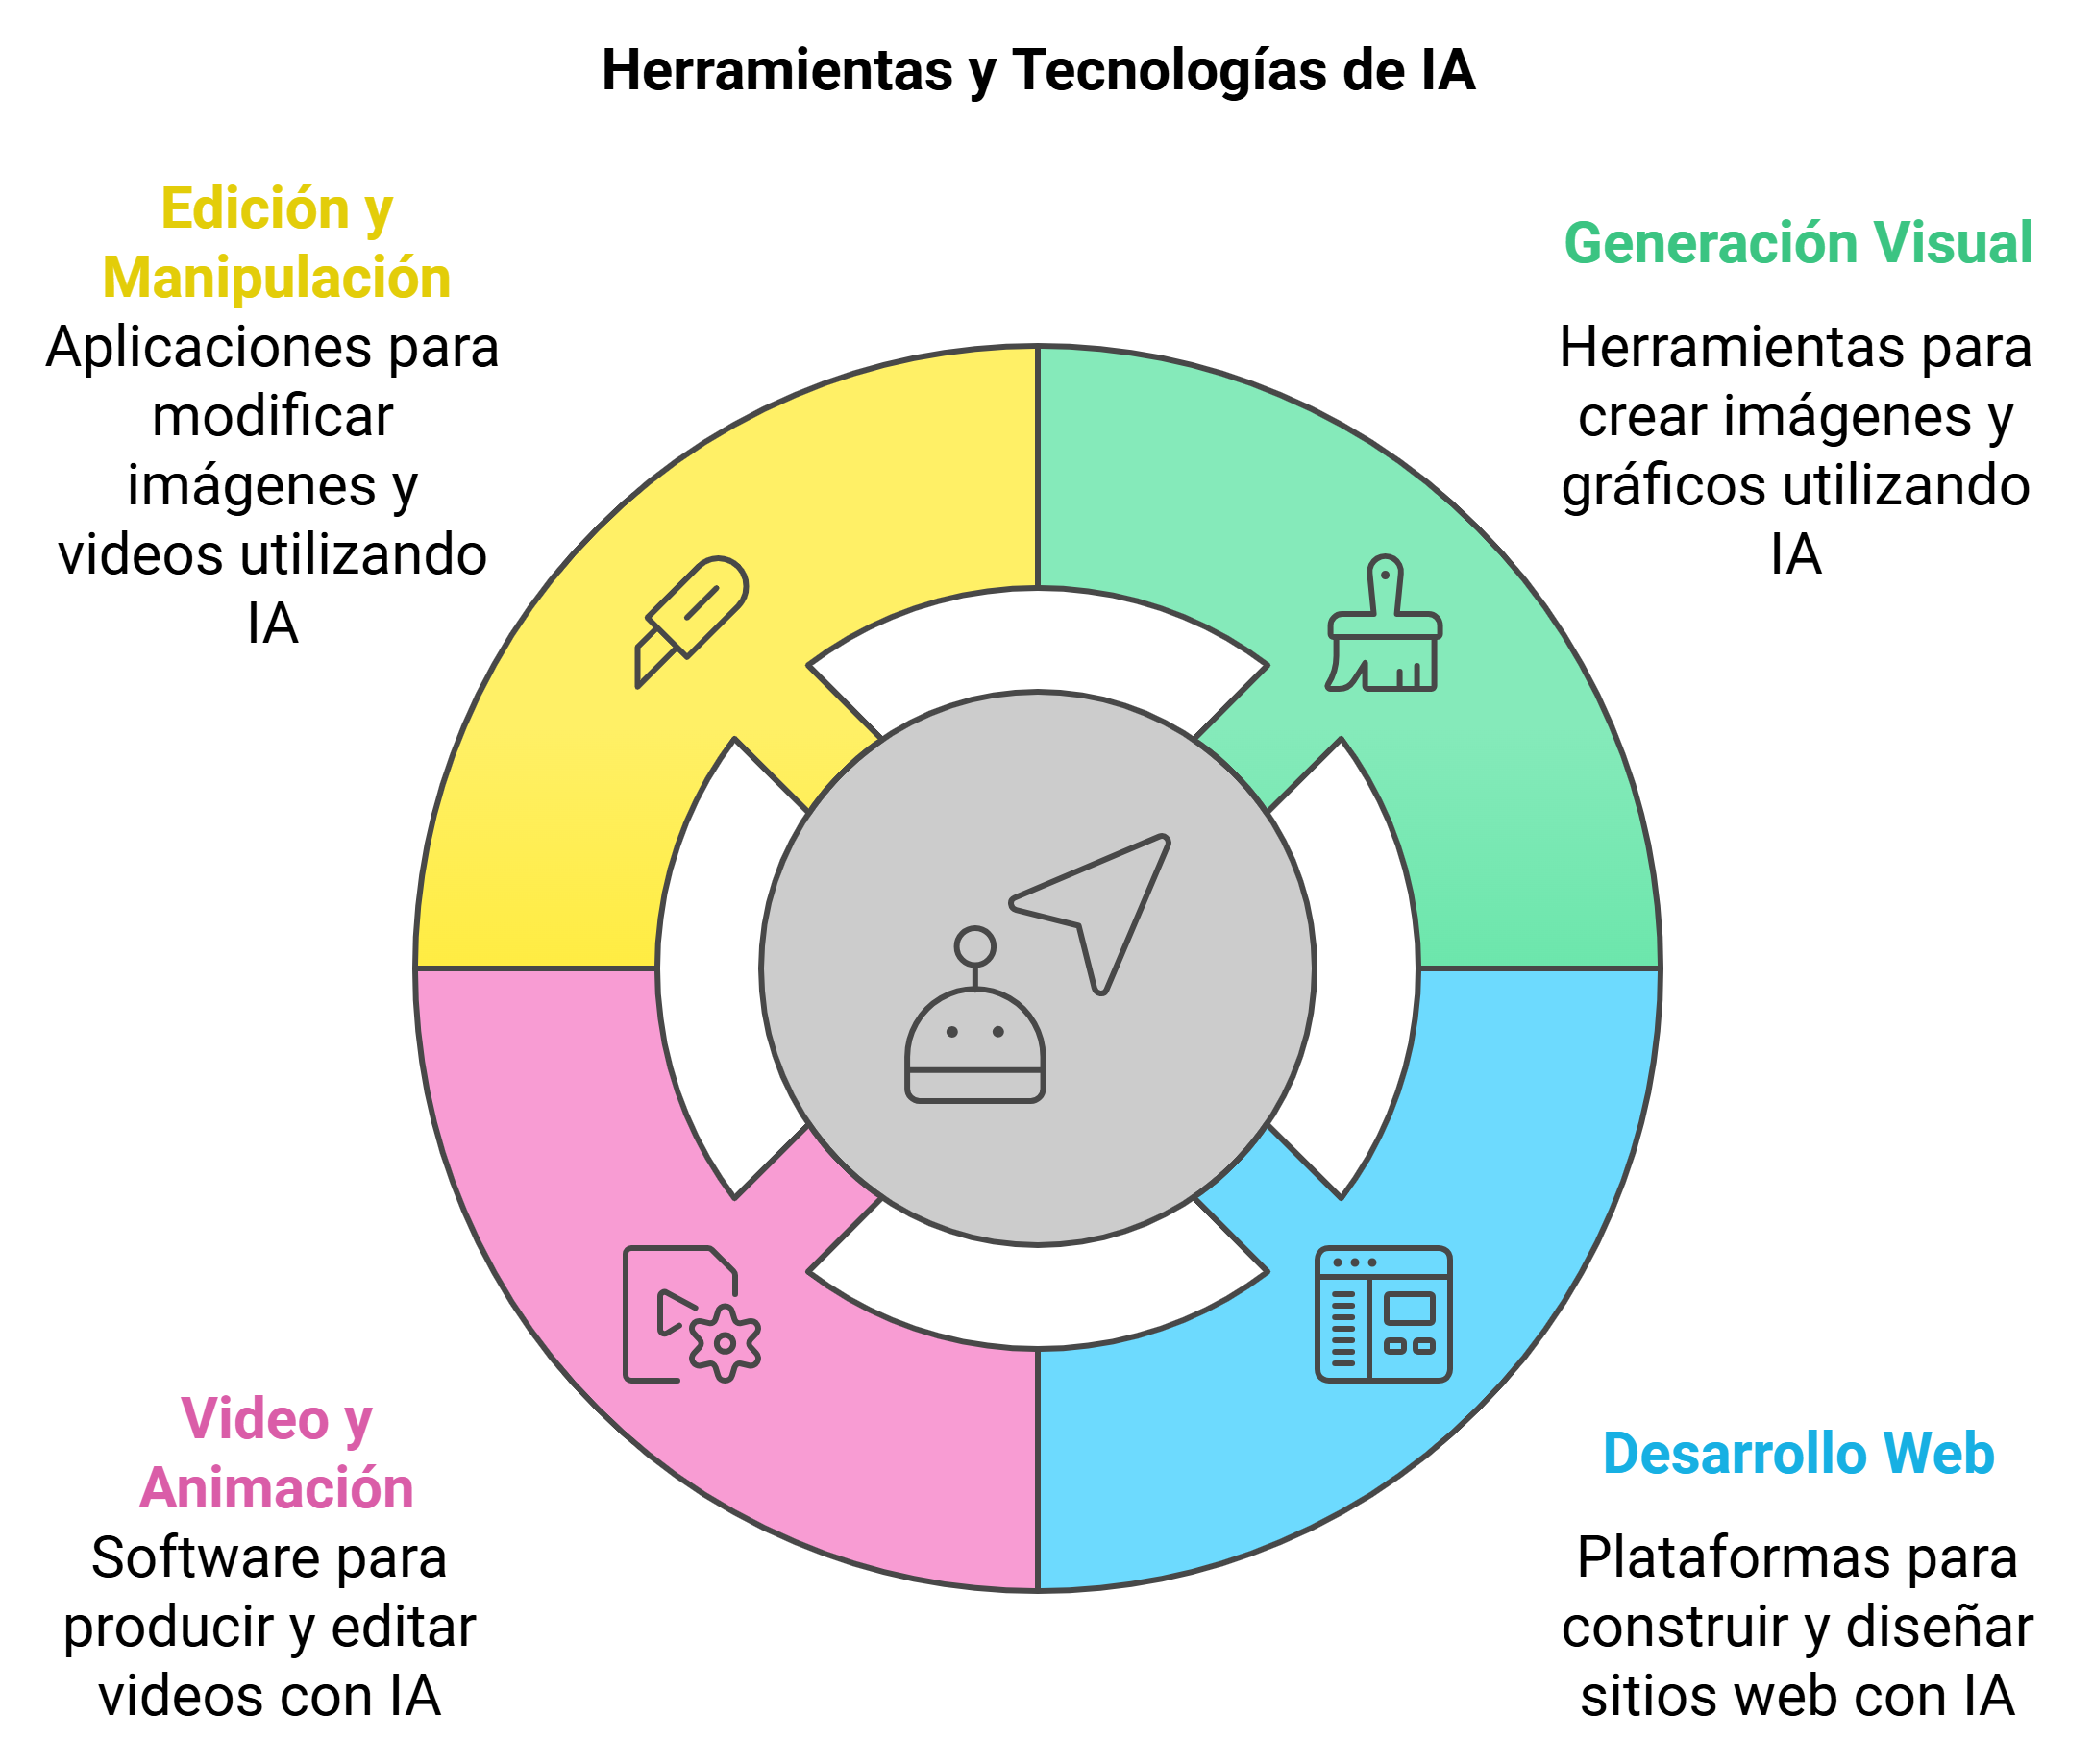 Herramientas y Tecnologías de IA
Edición y
Manipulación
Aplicaciones para
modificar
imágenes y
videos utilizando
IA
Generación Visual
Herramientas para
crear imágenes y
gráficos utilizando
IA
Video y
Animación
Software para
producir y editar
videos con IA
Desarrollo Web
Plataformas para
construir y diseñar
sitios web con IA